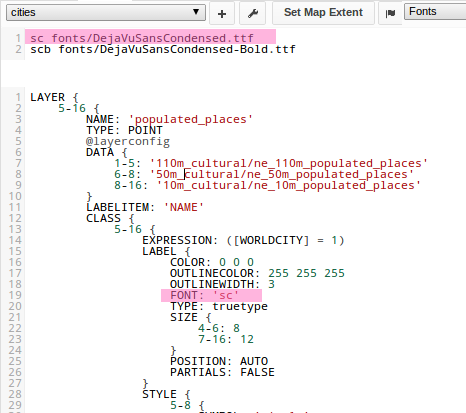 cities + Set Map Extent Fonts
1 sc fonts/DejaVuSansCondensed.ttf
2 scb fonts/DejaVuSansCondensed-Bold.ttf
1 LAYER {
2 5-16 {
3 NAME: 'populated_places'
4 TYPE: POINT
5 @layerconfig
6 DATA {
7 1-5: '110m_cultural/ne_110m_populated_places'
8 6-8: '50m_cultural/ne_50m_populated_places'
9 8-16: '10m_cultural/ne_10m_populated_places'
10 }
11 LABELITEM: 'NAME'
12 CLASS {
13 5-16 {
14 EXPRESSION: ([WORLDCITY] = 1)
15 LABEL {
16 COLOR: 0 0 0
17 OUTLINECOLOR: 255 255 255
18 OUTLINEWIDTH: 3
19 FONT: 'sc'
20 TYPE: truetype
21 SIZE {
22 4-6: 8
23 7-16: 12
24 }
25 POSITION: AUTO
26 PARTIALS: FALSE
27 }
28 STYLE {
29 5-8 {